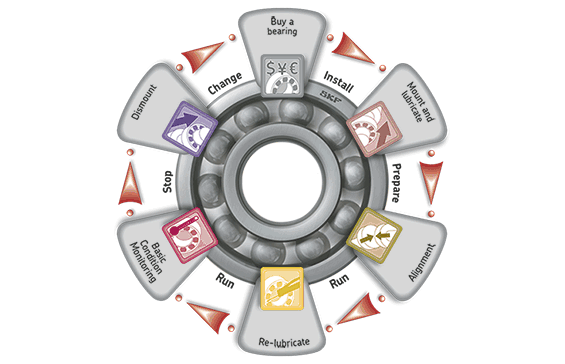 Buy a
bearing
$ ¥ €
Install
SKF
Mount and
lubricate
Prepare
Alignment
Run
Re-lubricate
Run
Basic
Condition
Monitoring
Stop
Dismount
Change